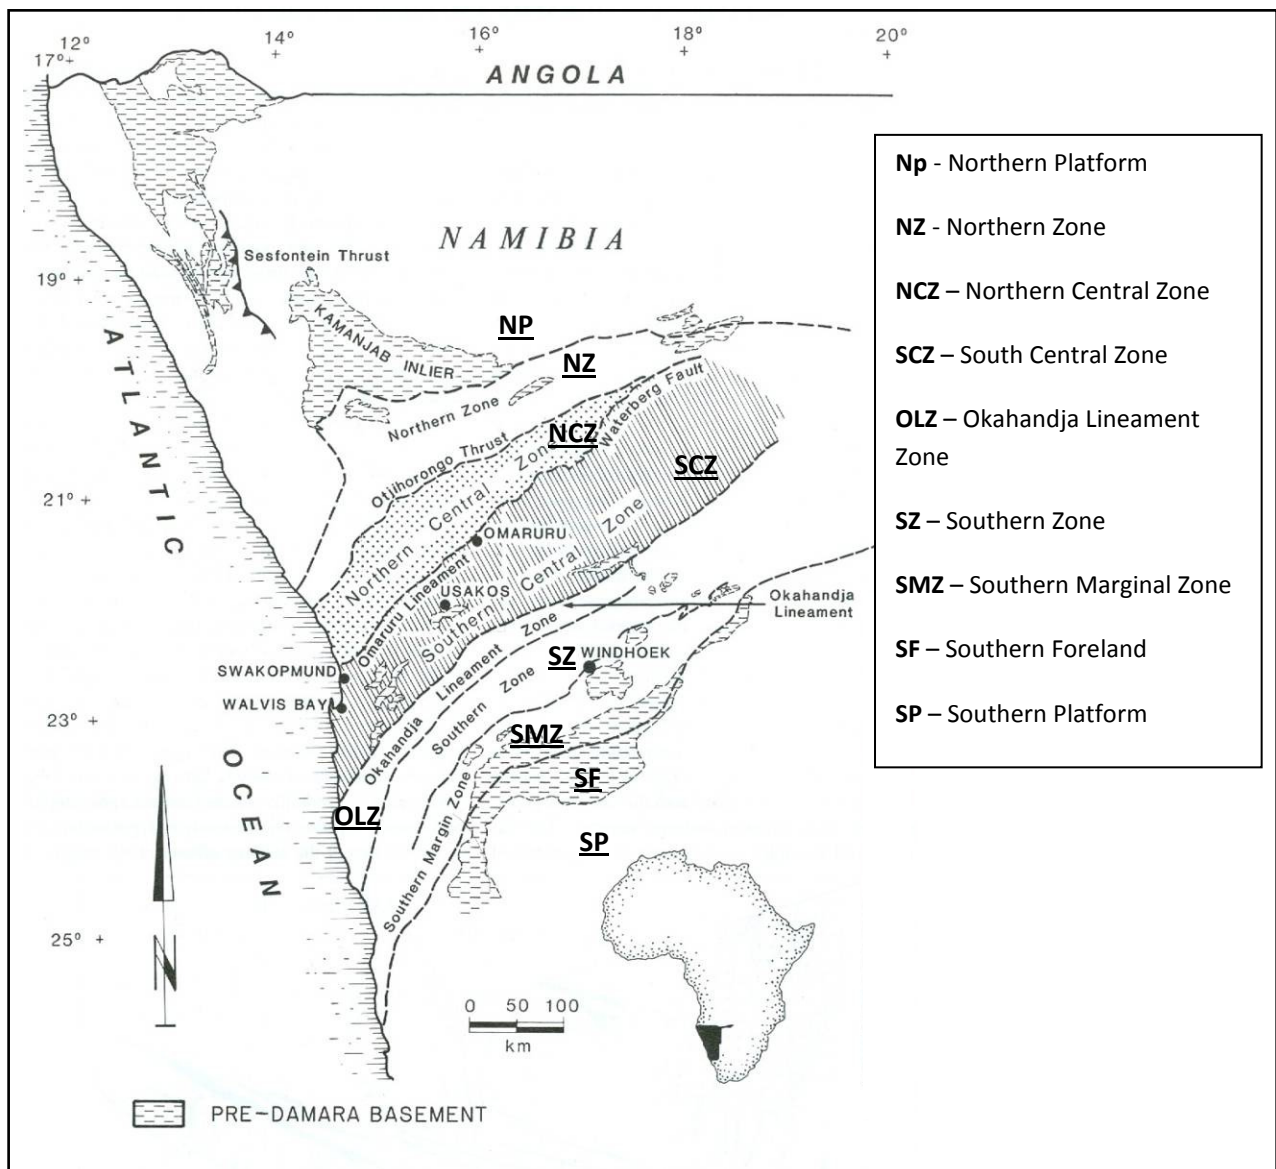 12° 14° 16° 18° 20°
17°
ANGOLA
Np - Northern Platform
NZ - Northern Zone
NCZ – Northern Central Zone
SCZ – South Central Zone
OLZ – Okahandja Lineament
Zone
SZ – Southern Zone
SMZ – Southern Marginal Zone
SF – Southern Foreland
SP – Southern Platform
NAMIBIA
Sesfontein Thrust
19°
KAMANJAB
INLIER
NP
NZ
Northern Zone
Otjihorongo Thrust
NCZ
Waterberg Fault
SCZ
ATLANTIC
OCEAN
21°
Northern Central Zone
OMARURU
Omaruru Lineament
USAKOS
Southern Central Zone
Okahandja
Lineament
SWAKOPMUND
WALVIS BAY
SZ
WINDHOEK
23°
Okahandja Lineament Zone
Southern Zone
SMZ
SF
OLZ
SP
Southern Margin Zone
25°
N
0 50 100
km
PRE-DAMARA BASEMENT